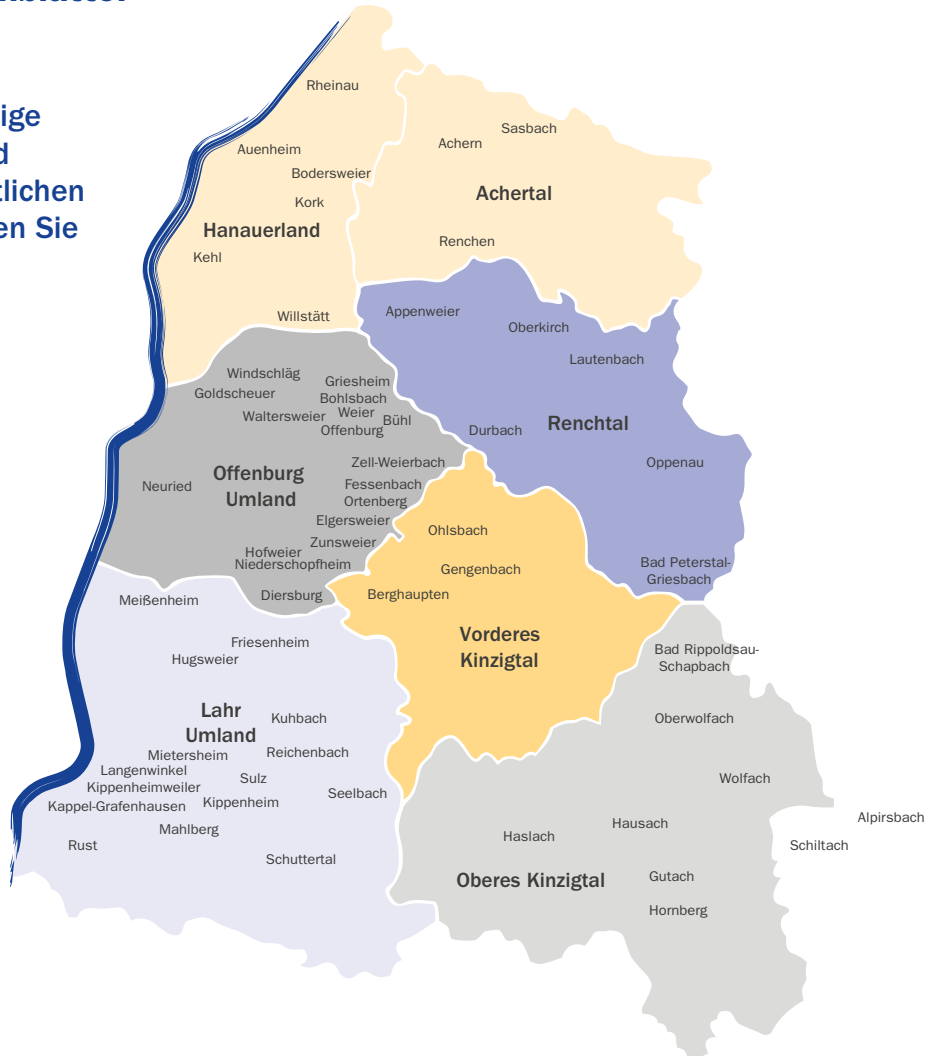 ige
d
tlichen
en Sie
Rheinau
Sasbach
Achern
Auenheim
Bodersweier
Achertal
Kork
Hanauerland
Renchen
Kehl
Appenweier
Willstätt
Oberkirch
Lautenbach
Windschläg
Griesheim
Goldscheuer
Bohlsbach
Weier
Waltersweier
Bühl
Offenburg
Durbach
Renchtal
Zell-Weierbach
Oppenau
Offenburg
Umland
Neuried
Fessenbach
Ortenberg
Elgersweier
Ohlsbach
Zunsweier
Hofweier
Niederschopfheim
Gengenbach
Bad Peterstal-
Griesbach
Diersburg
Berghaupten
Meißenheim
Vorderes
Kinzigtal
Friesenheim
Hugsweier
Bad Rippoldsau-
Schapbach
Lahr
Umland
Kuhbach
Oberwolfach
Reichenbach
Mietersheim
Langenwinkel
Sulz
Wolfach
Kippenheimweiler
Seelbach
Kappel-Grafenhausen
Kippenheim
Alpirsbach
Mahlberg
Hausach
Haslach
Rust
Schiltach
Schuttertal
Gutach
Oberes Kinzigtal
Hornberg